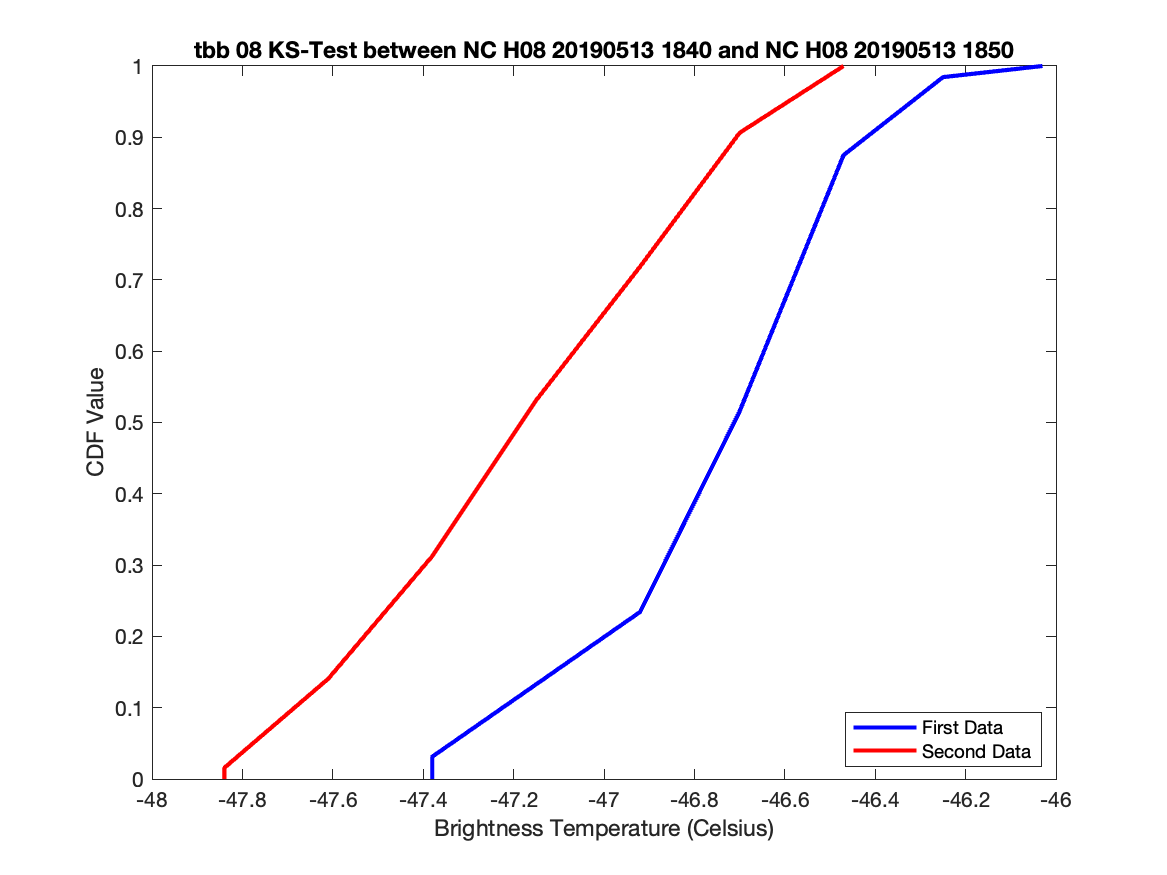 tbb 08 KS-Test between NC H08 20190513 1840 and NC H08 20190513 1850
1
0.9
0.8
0.7
0.6
0.5
0.4
0.3
0.2
0.1
0
CDF Value
First Data
Second Data
-48 -47.8 -47.6 -47.4 -47.2 -47 -46.8 -46.6 -46.4 -46.2 -46
Brightness Temperature (Celsius)